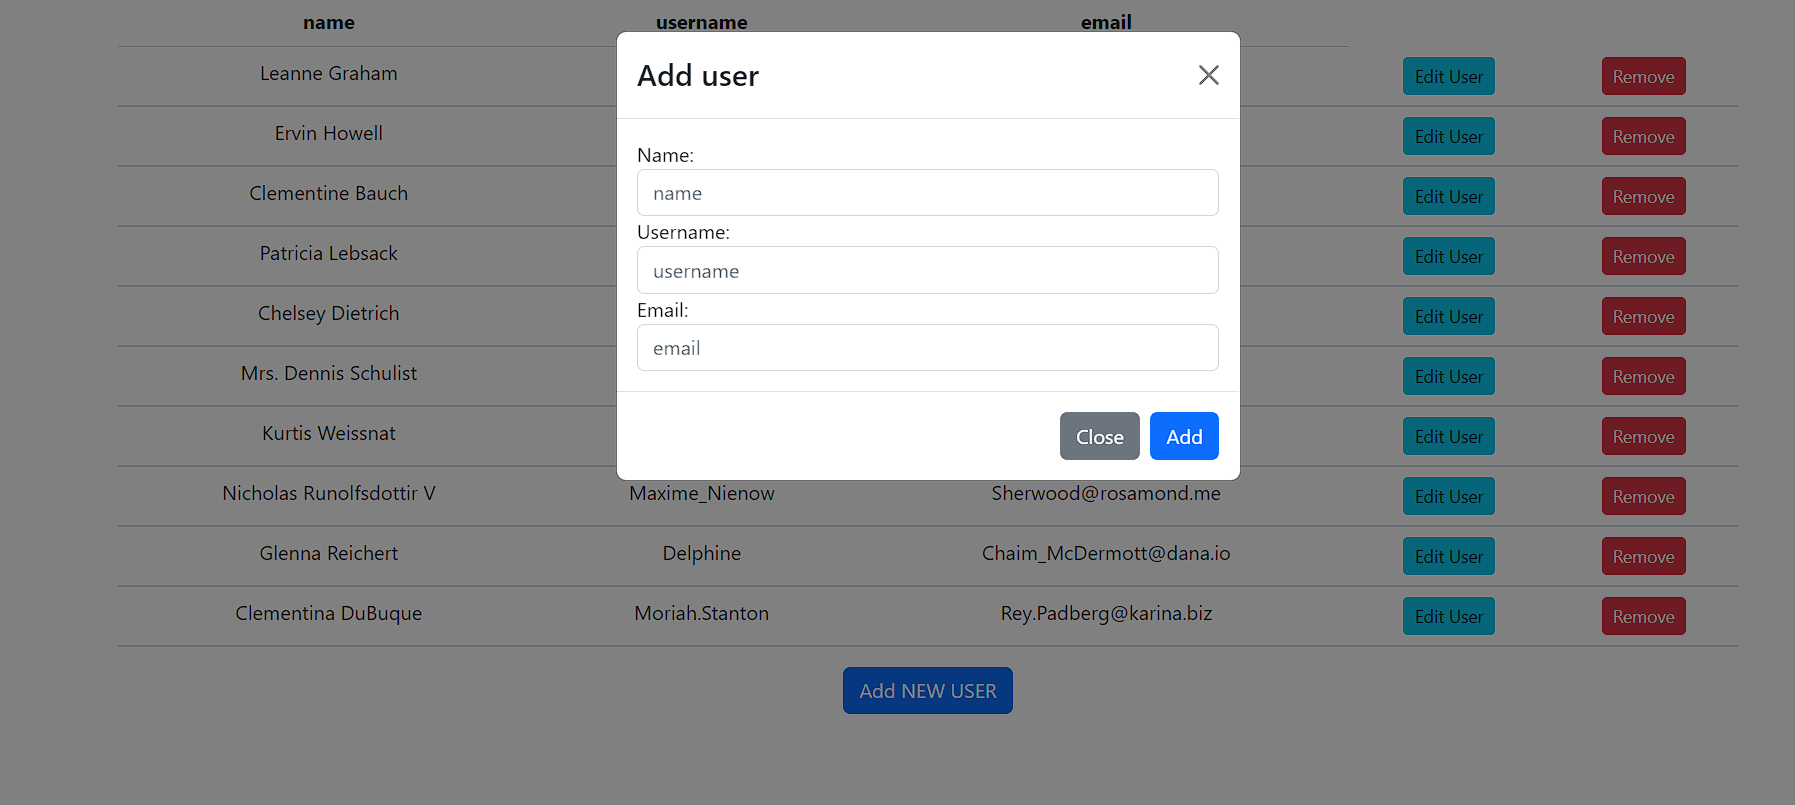 name username email
Add user
Leanne Graham Edit User Remove
Ervin Howell Edit User Remove
Name:
Clementine Bauch name Edit User Remove
Username:
Patricia Lebsack Edit User Remove
username
Chelsey Dietrich Email: Edit User Remove
email
Mrs. Dennis Schulist Edit User Remove
Kurtis Weissnat Close Add Edit User Remove
Nicholas Runolfsdottir V Maxime_Nienow Sherwood@rosamond.me Edit User Remove
Glenna Reichert Delphine Chaim_McDermott@dana.io Edit User Remove
Clementina DuBuque Moriah.Stanton Rey.Padberg@karina.biz Edit User Remove
Add NEW USER